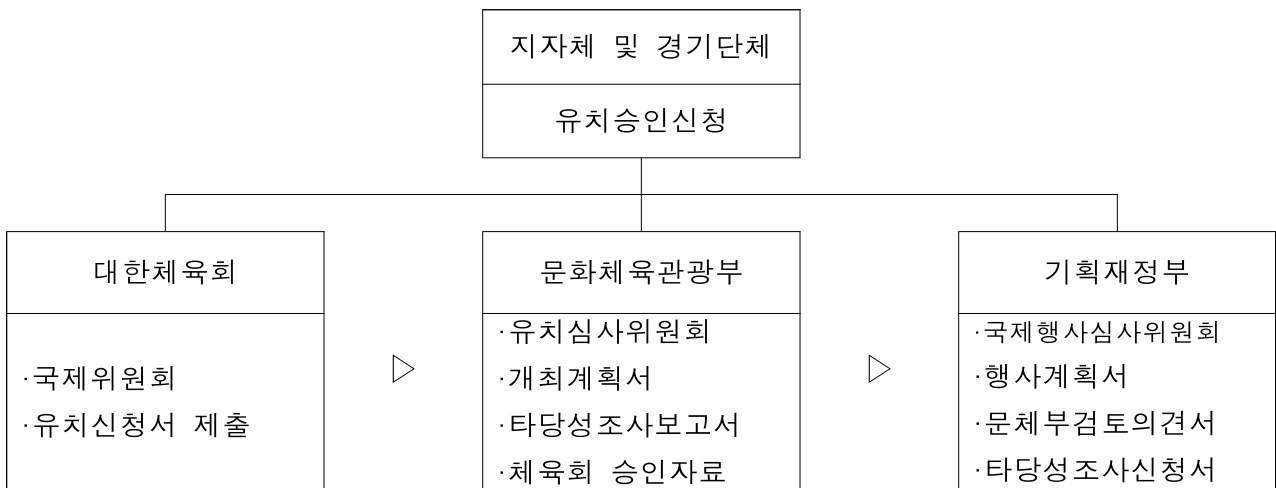 지자체 및 경기단체
유치승인신청
대한체육회
·국제위원회
·유치신청서 제출
문화체육관광부
·유치심사위원회
·개최계획서
·타당성조사보고서
·체육회 승인자료
기획재정부
·국제행사심사위원회
·행사계획서
·문체부검토의견서
·타당성조사신청서